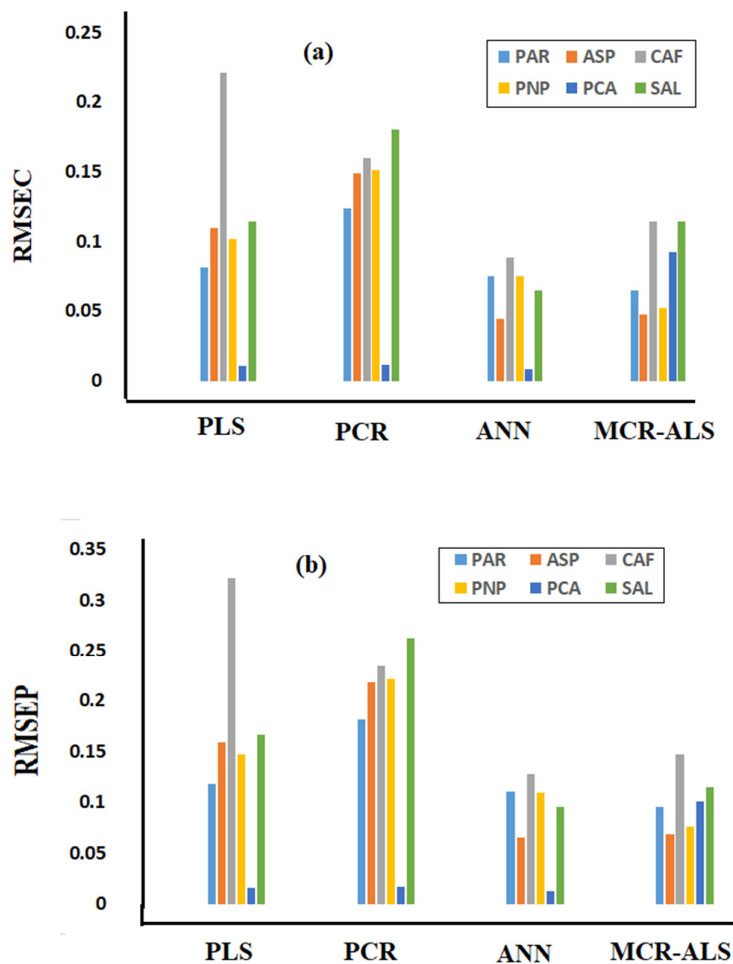 (a)
PAR ASP CAF
PNP PCA SAL
RMSEC
0.25
0.2
0.15
0.1
0.05
0
PLS PCR ANN MCR-ALS
(b)
PAR ASP CAF
PNP PCA SAL
RMSEP
0.35
0.3
0.25
0.2
0.15
0.1
0.05
0
PLS PCR ANN MCR-ALS